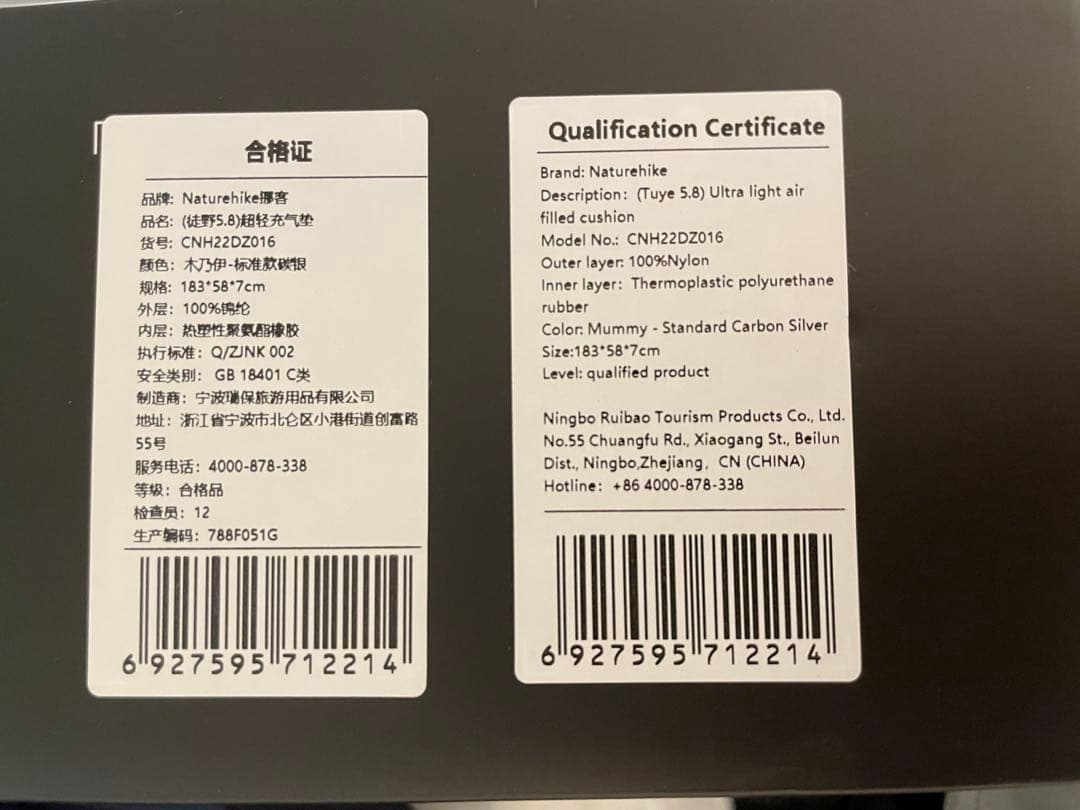 合格证
品牌: Naturehike挪客
品名: (徒野5.8)超轻充气垫
货号: CNH22DZ016
颜色: 木乃伊-标准款碳银
规格: 183*58*7cm
外层: 100%锦纶
内层: 热塑性聚氨酯橡胶
执行标准: Q/ZJNK 002
安全类别: GB 18401 C类
制造商: 宁波瑞保旅游用品有限公司
地址: 浙江省宁波市北仑区小港街道创富路
55号
服务电话: 4000-878-338
等级: 合格品
检查员: 12
生产编码: 788F051G
6 927595 712214
Qualification Certificate
Brand: Naturehike
Description: (Tuye 5.8) Ultra light air
filled cushion
Model No.: CNH22DZ016
Outer layer: 100%Nylon
Inner layer: Thermoplastic polyurethane
rubber
Color: Mummy - Standard Carbon Silver
Size:183*58*7cm
Level: qualified product
Ningbo Ruibao Tourism Products Co., Ltd.
No.55 Chuangfu Rd., Xiaogang St., Beilun
Dist., Ningbo,Zhejiang, CN (CHINA)
Hotline: +86 4000-878-338
6 927595 712214